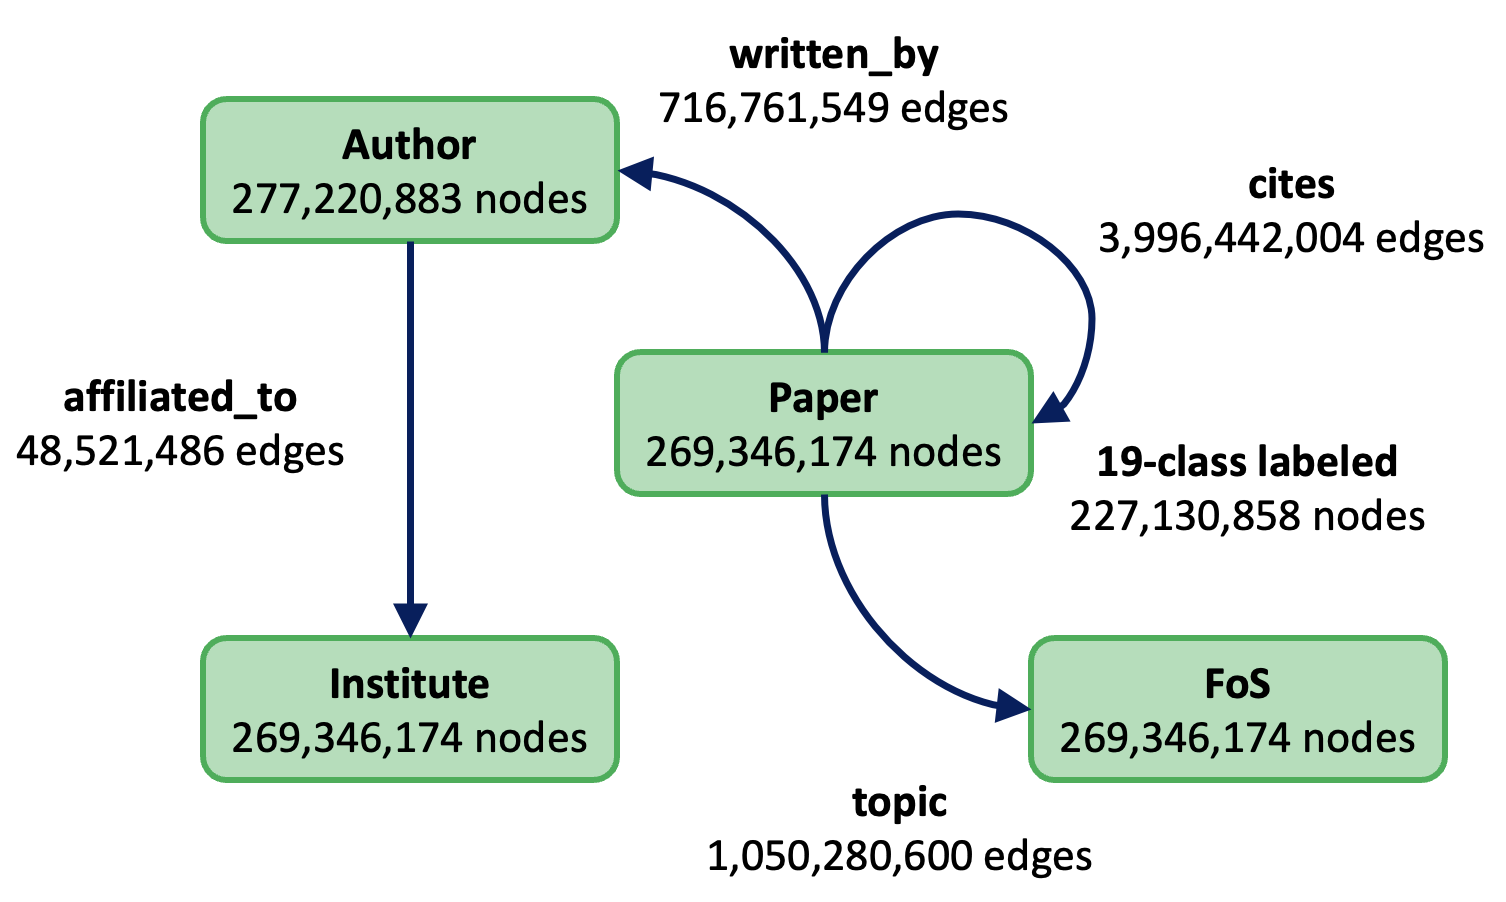 written_by
716,761,549 edges
Author
277,220,883 nodes
cites
3,996,442,004 edges
affiliated_to
48,521,486 edges
Paper
269,346,174 nodes
19-class labeled
227,130,858 nodes
Institute
269,346,174 nodes
FoS
269,346,174 nodes
topic
1,050,280,600 edges